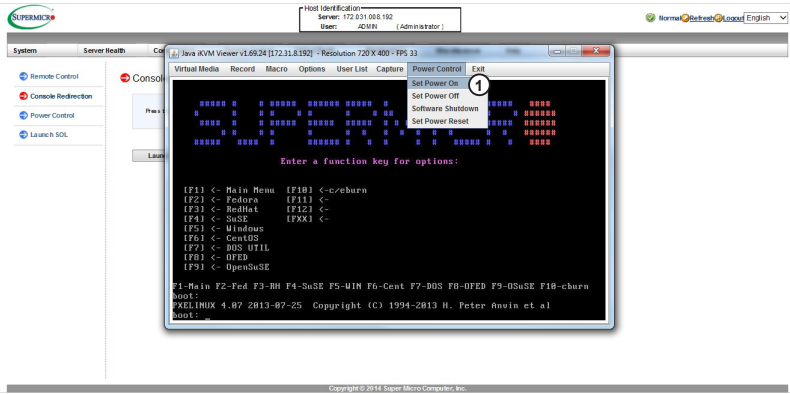 SUPERMICR
Host Identification
Server: 172.031.008.192
User: ADMIN (Administrator)
Normal Refresh Logout English
System Server Health
Java iKVM Viewer v1.69.24 [172.31.8.192] - Resolution 720 X 400 - FPS 33
Virtual Media Record Macro Options User List Capture Power Control Exit
Set Power On
1
Set Power Off
Software Shutdown
Set Power Reset
Remote Control
Console Redirection
Power Control
Launch SOL
Enter a function key for options:
[F1] <- Main Menu [F10] <-c/eburn
[F2] <- Fedora [F11] <-
[F3] <- RedHat [F12] <-
[F4] <- SuSE [FXX] <-
[F5] <- Windows
[F6] <- CentOS
[F7] <- DOS UTIL
[F8] <- OFED
[F9] <- OpenSuSE
F1-Main F2-Fed F3-RH F4-SuSE F5-WIN F6-Cent F7-DOS F8-OFED F9-OSuSE F10-cburn
boot:
PXELINUX 4.07 2013-07-25 Copyright (C) 1994-2013 H. Peter Anvin et al
boot: _
Copyright © 2014 Super Micro Computer, Inc.